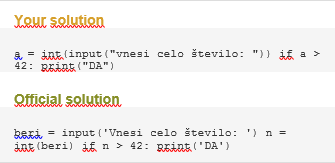 Your solution
a = int(input("vnesi celo število: ")) if a >
42: print("DA")
Official solution
beri = input('Vnesi celo število: ') n =
int(beri) if n > 42: print('DA')